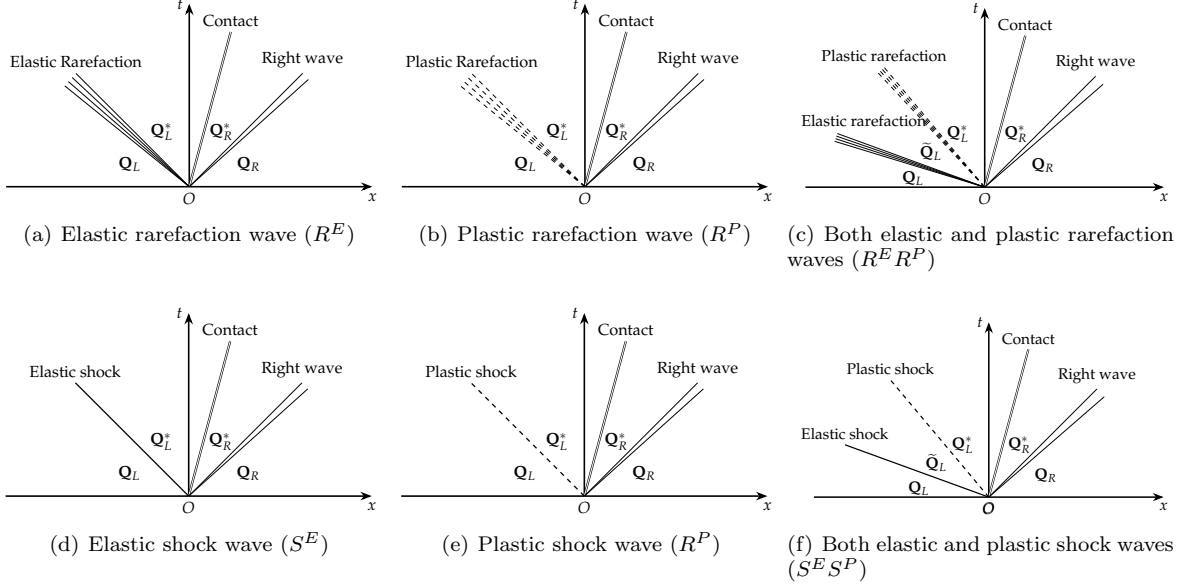 t
Contact
Elastic Rarefaction
Right wave
Q*L
Q*R
QL
QR
O
x
(a) Elastic rarefaction wave (R^E)
t
Contact
Plastic Rarefaction
Right wave
Q*L
Q*R
QL
QR
O
x
(b) Plastic rarefaction wave (R^P)
t
Contact
Plastic rarefaction
Right wave
Elastic rarefaction
Q*L
Q*R
Q̃L
QL
QR
O
x
(c) Both elastic and plastic rarefaction
waves (R^E R^P)
t
Contact
Elastic shock
Right wave
Q*L
Q*R
QL
QR
O
x
(d) Elastic shock wave (S^E)
t
Contact
Plastic shock
Right wave
Q*L
Q*R
QL
QR
O
x
(e) Plastic shock wave (R^P)
t
Contact
Plastic shock
Right wave
Elastic shock
Q*L
Q*R
Q̃L
QL
QR
O
x
(f) Both elastic and plastic shock waves
(S^E S^P)